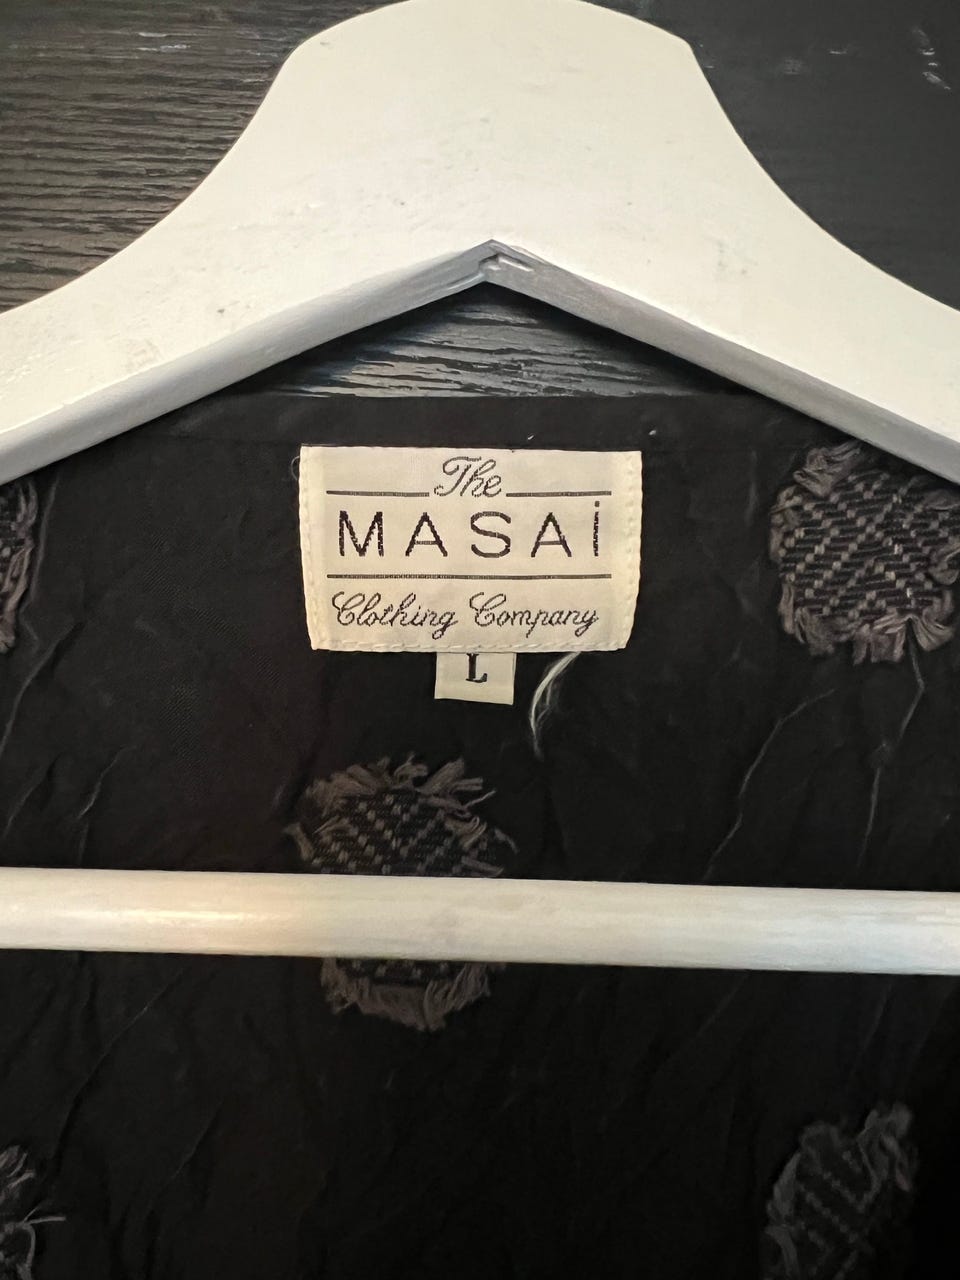 The
MASAi
Clothing Company
L